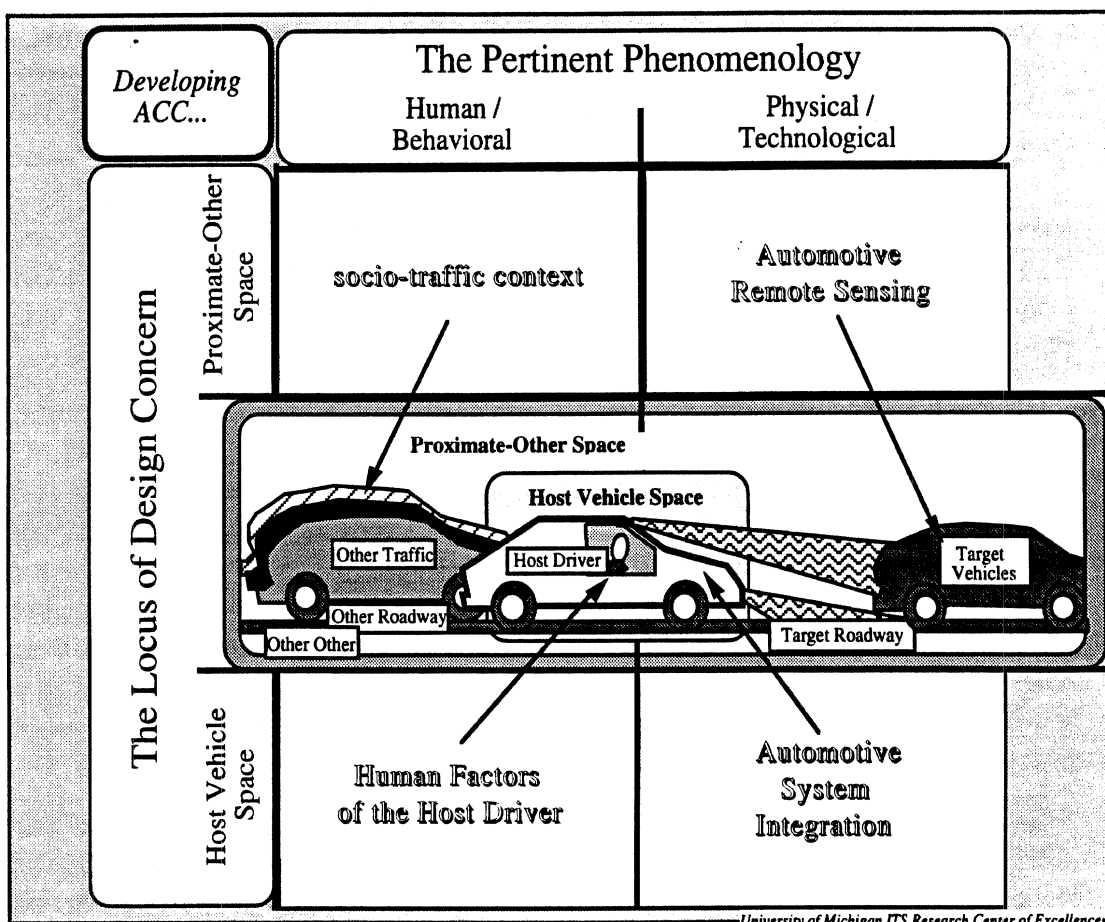 Developing
ACC...
The Pertinent Phenomenology
Human /
Behavioral
Physical /
Technological
The Locus of Design Concern
Proximate-Other
Space
socio-traffic context
Automotive
Remote Sensing
Proximate-Other Space
Host Vehicle Space
Other Traffic
Host Driver
Target
Vehicles
Other Roadway
Other Other
Target Roadway
Host Vehicle
Space
Human Factors
of the Host Driver
Automotive
System
Integration
University of Michigan ITS Research Center of Excellence